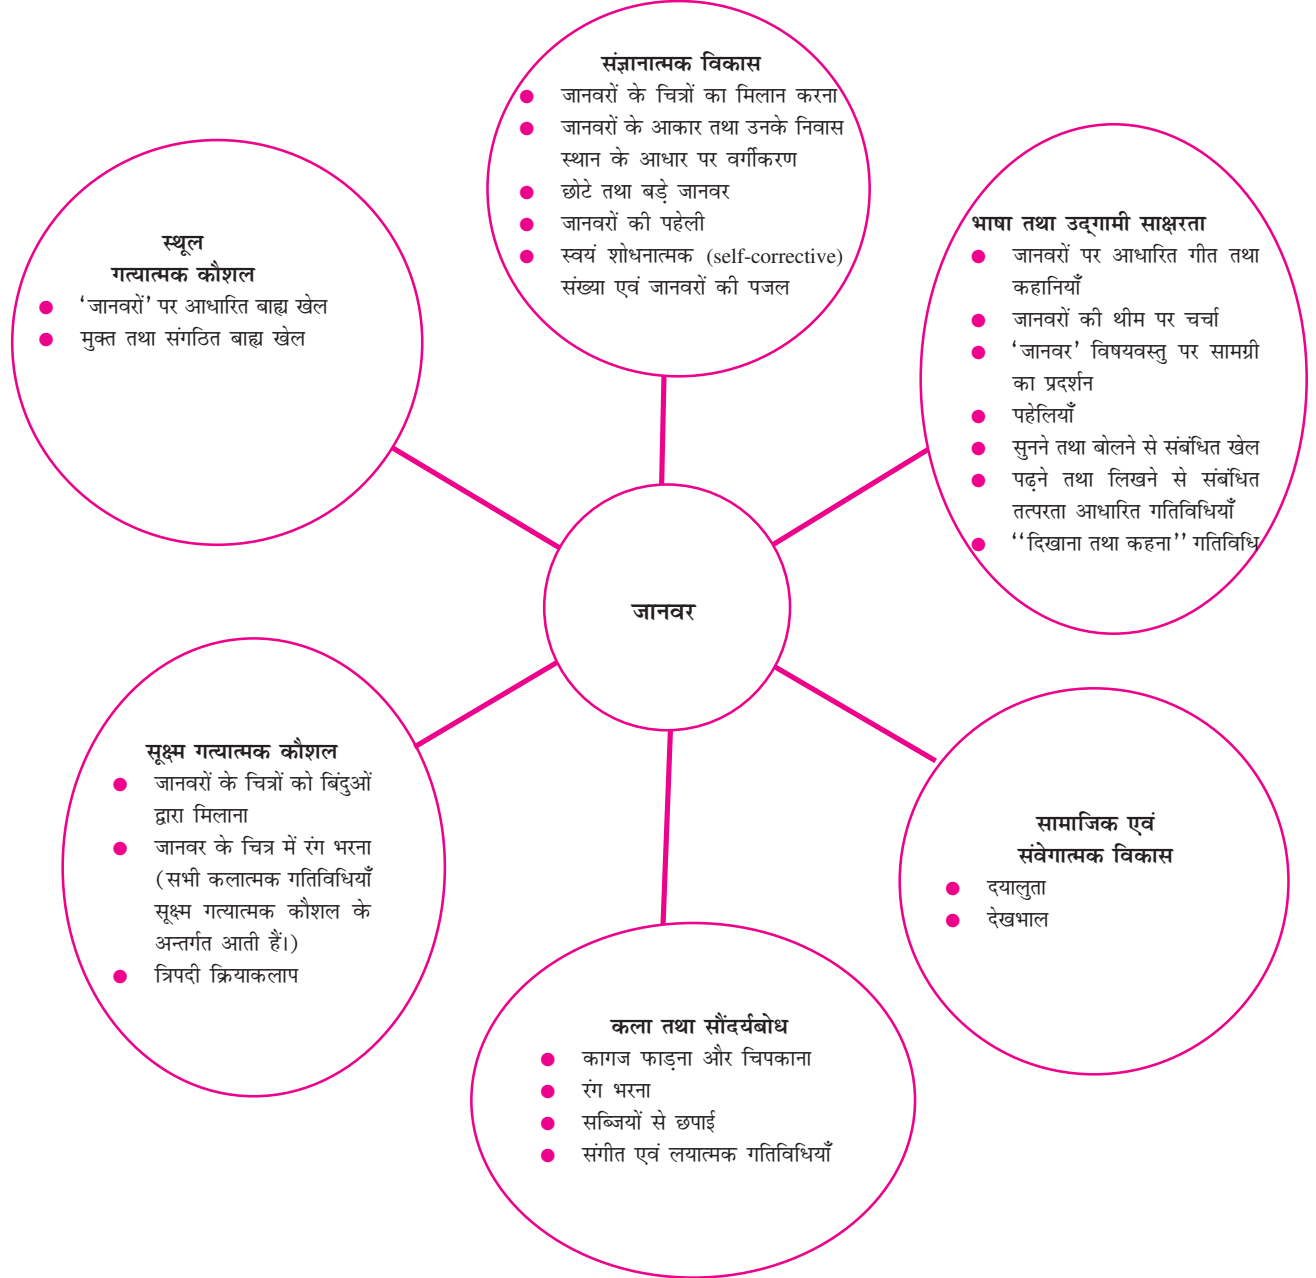 संज्ञानात्मक विकास
● जानवरों के चित्रों का मिलान करना
● जानवरों के आकार तथा उनके निवास
स्थान के आधार पर वर्गीकरण
● छोटे तथा बड़े जानवर
● जानवरों की पहेली
● स्वयं शोधनात्मक (self-corrective)
संख्या एवं जानवरों की पजल
स्थूल
गत्यात्मक कौशल
● ‘जानवरों’ पर आधारित बाह्य खेल
● मुक्त तथा संगठित बाह्य खेल
भाषा तथा उद्‌गामी साक्षरता
● जानवरों पर आधारित गीत तथा
कहानियाँ
● जानवरों की थीम पर चर्चा
● ‘जानवर’ विषयवस्तु पर सामग्री
का प्रदर्शन
● पहेलियाँ
● सुनने तथा बोलने से संबंधित खेल
● पढ़ने तथा लिखने से संबंधित
तत्परता आधारित गतिविधियाँ
● ‘‘दिखाना तथा कहना’’ गतिविधि
जानवर
सूक्ष्म गत्यात्मक कौशल
● जानवरों के चित्रों को बिंदुओं
द्वारा मिलाना
● जानवर के चित्र में रंग भरना
(सभी कलात्मक गतिविधियाँ
सूक्ष्म गत्यात्मक कौशल के
अन्तर्गत आती हैं।)
● त्रिपदी क्रियाकलाप
सामाजिक एवं
संवेगात्मक विकास
● दयालुता
● देखभाल
कला तथा सौंदर्यबोध
● कागज फाड़ना और चिपकाना
● रंग भरना
● सब्जियों से छपाई
● संगीत एवं लयात्मक गतिविधियाँ